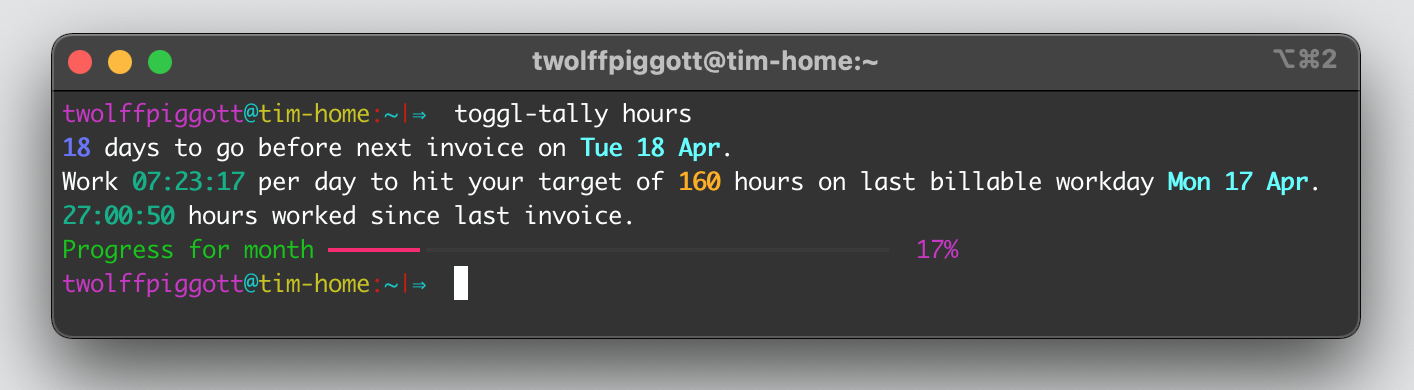 twolffpiggott@tim-home:~
⌥⌘2
twolffpiggott@tim-home:~|⇒ toggl-tally hours
18 days to go before next invoice on Tue 18 Apr.
Work 07:23:17 per day to hit your target of 160 hours on last billable workday Mon 17 Apr.
27:00:50 hours worked since last invoice.
Progress for month 17%
twolffpiggott@tim-home:~|⇒